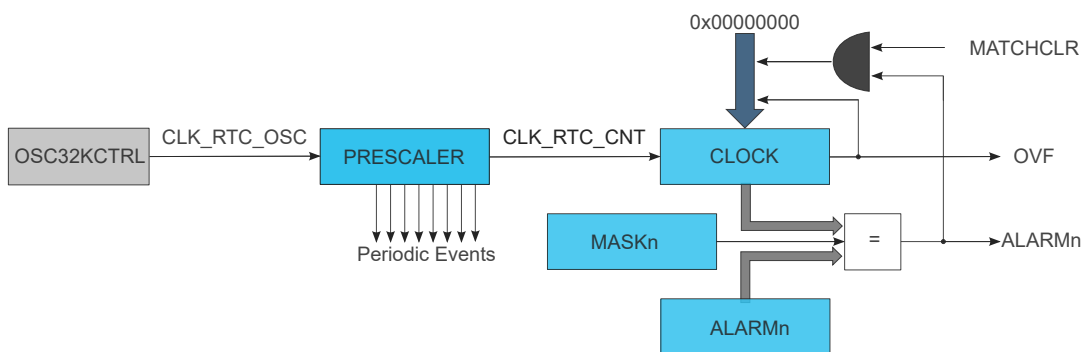 0x00000000
MATCHCLR
OSC32KCTRL
CLK_RTC_OSC
PRESCALER
CLK_RTC_CNT
CLOCK
OVF
Periodic Events
MASKn
=
ALARMn
ALARMn